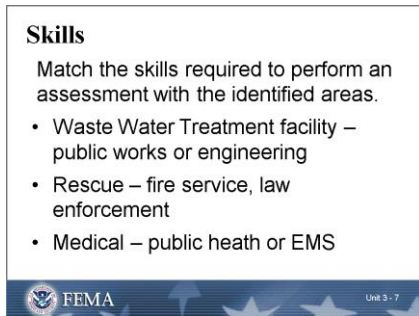 Skills
Match the skills required to perform an
assessment with the identified areas.
• Waste Water Treatment facility –
public works or engineering
• Rescue – fire service, law
enforcement
• Medical – public heath or EMS
FEMA
Unit 3 - 7